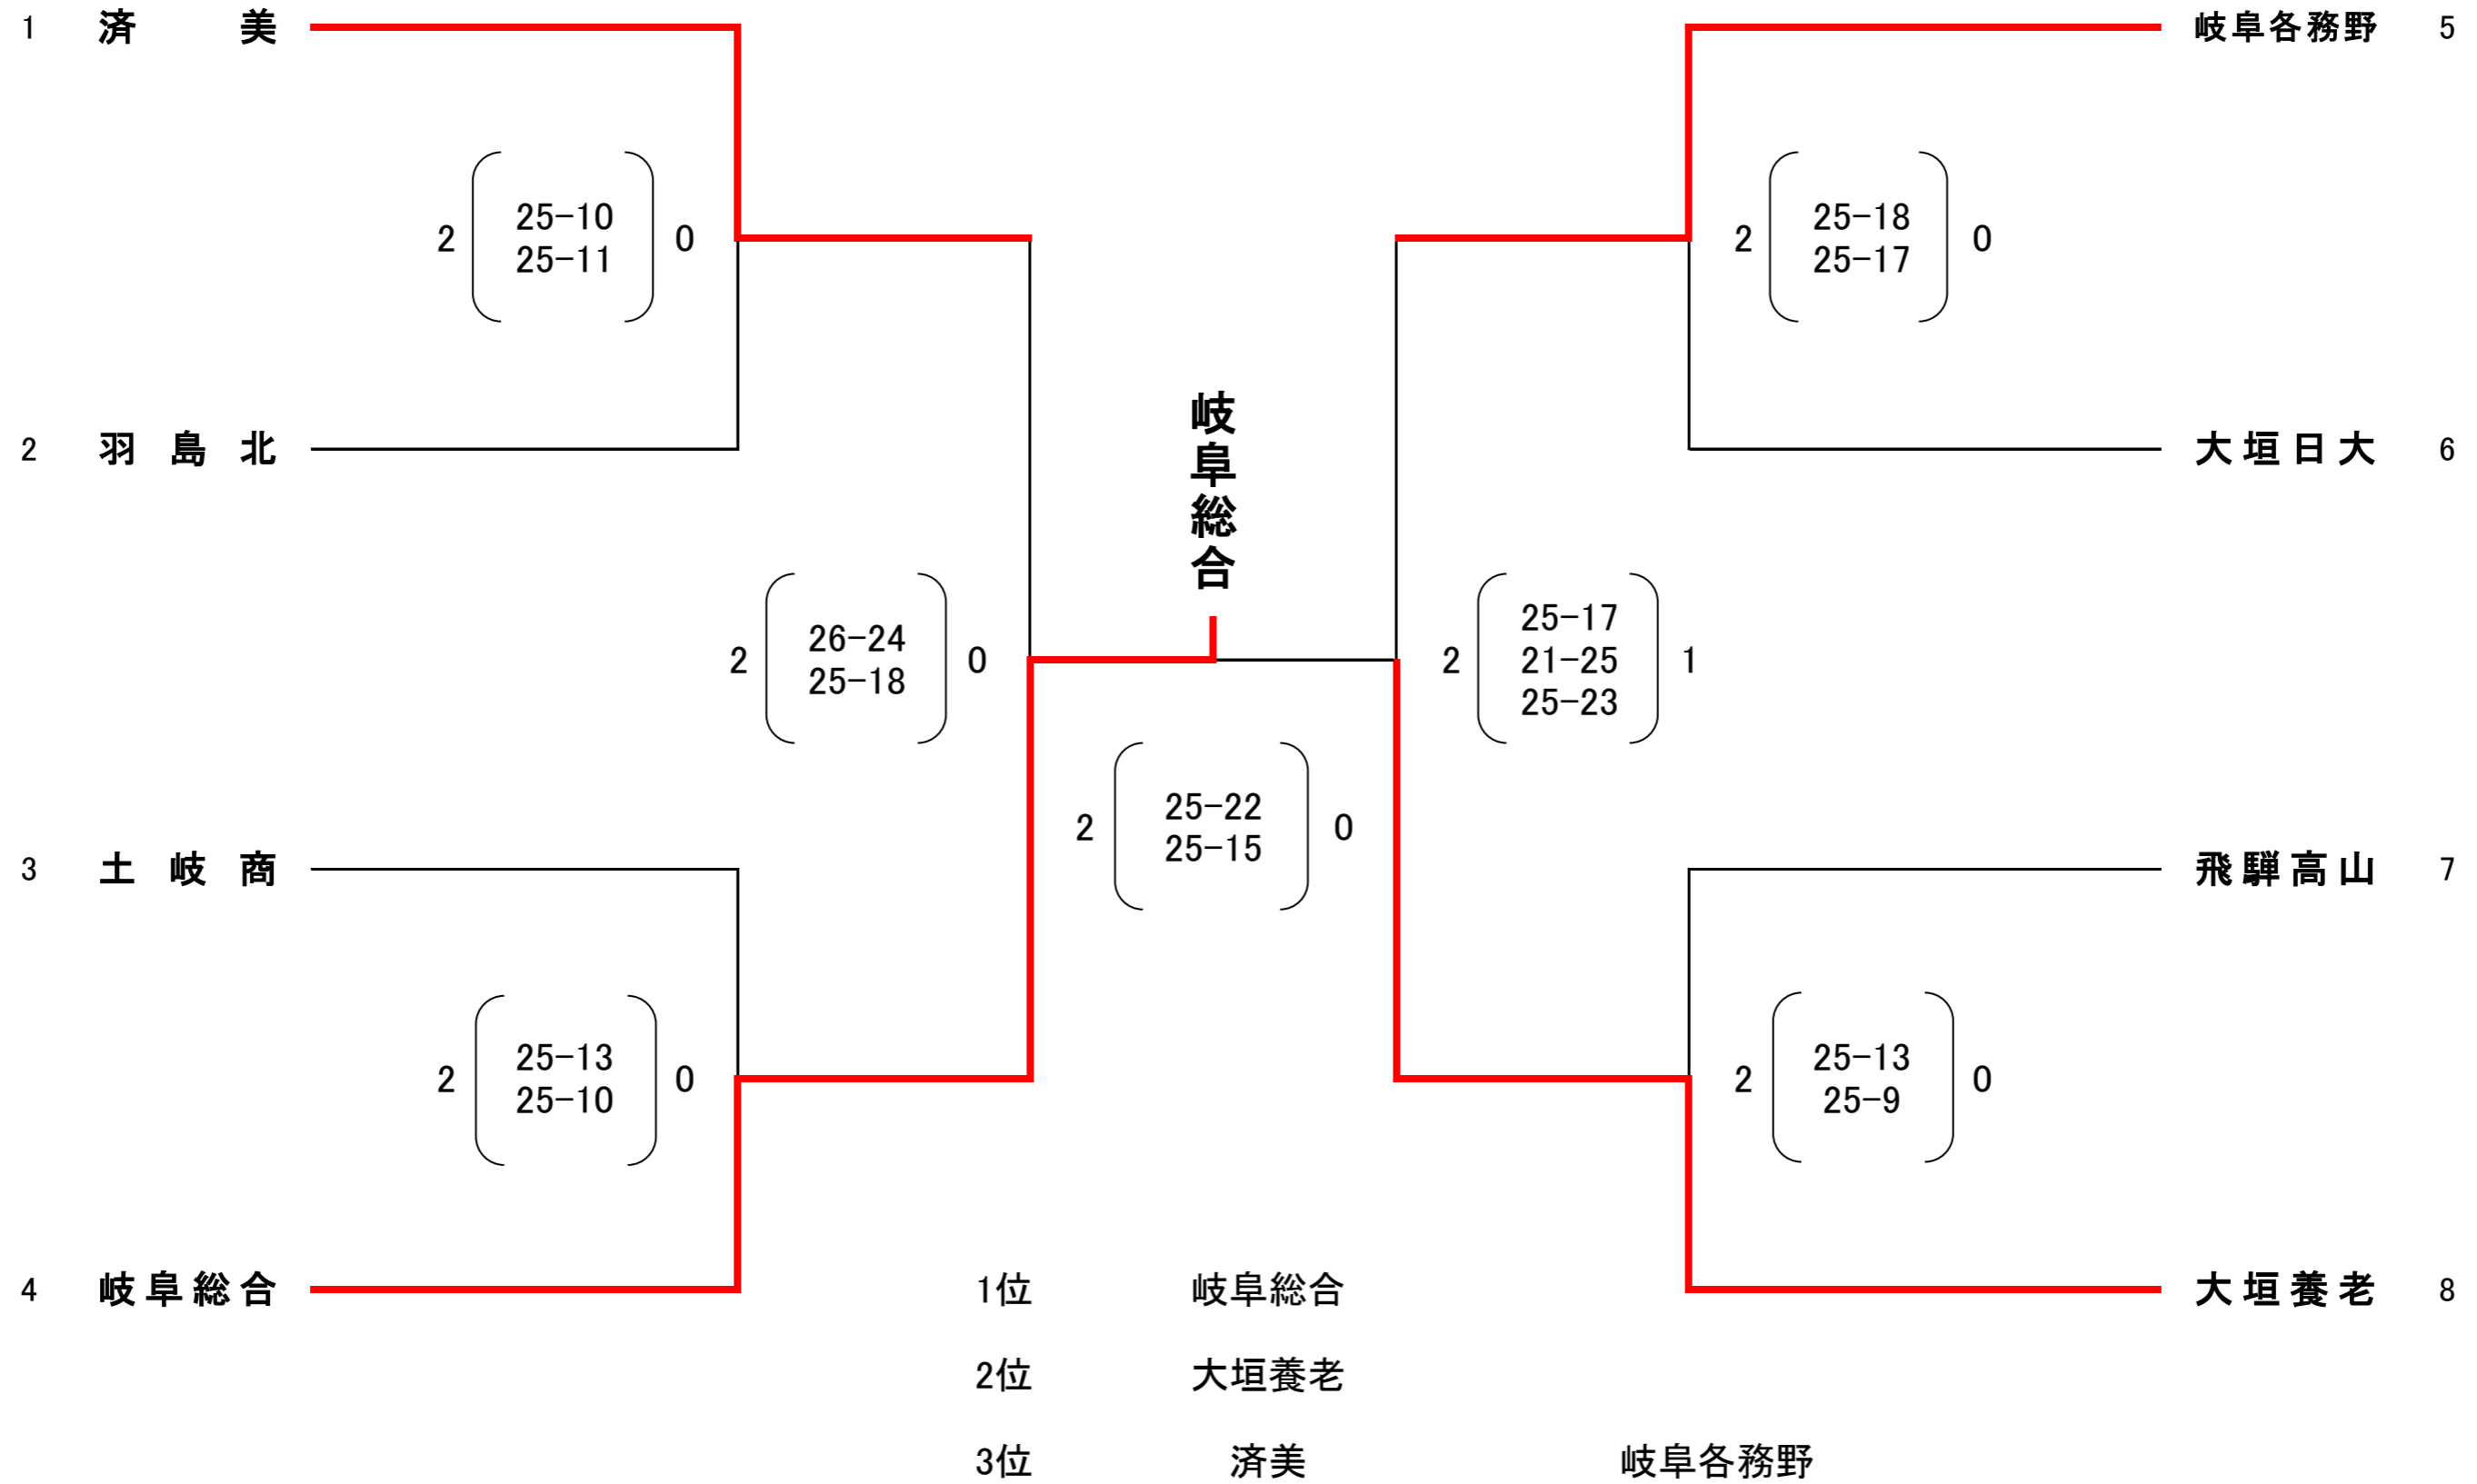 1 済 美
岐阜各務野 5
25-10
2 0
25-11
25-18
2 0
25-17
2 羽 島 北
大垣日大 6
岐阜総合
26-24
2 0
25-18
25-17
2 21-25 1
25-23
25-22
2 0
25-15
3 土 岐 商
飛騨高山 7
25-13
2 0
25-10
25-13
2 0
25-9
4 岐阜総合
大垣養老 8
1位 岐阜総合
2位 大垣養老
3位 済美 岐阜各務野